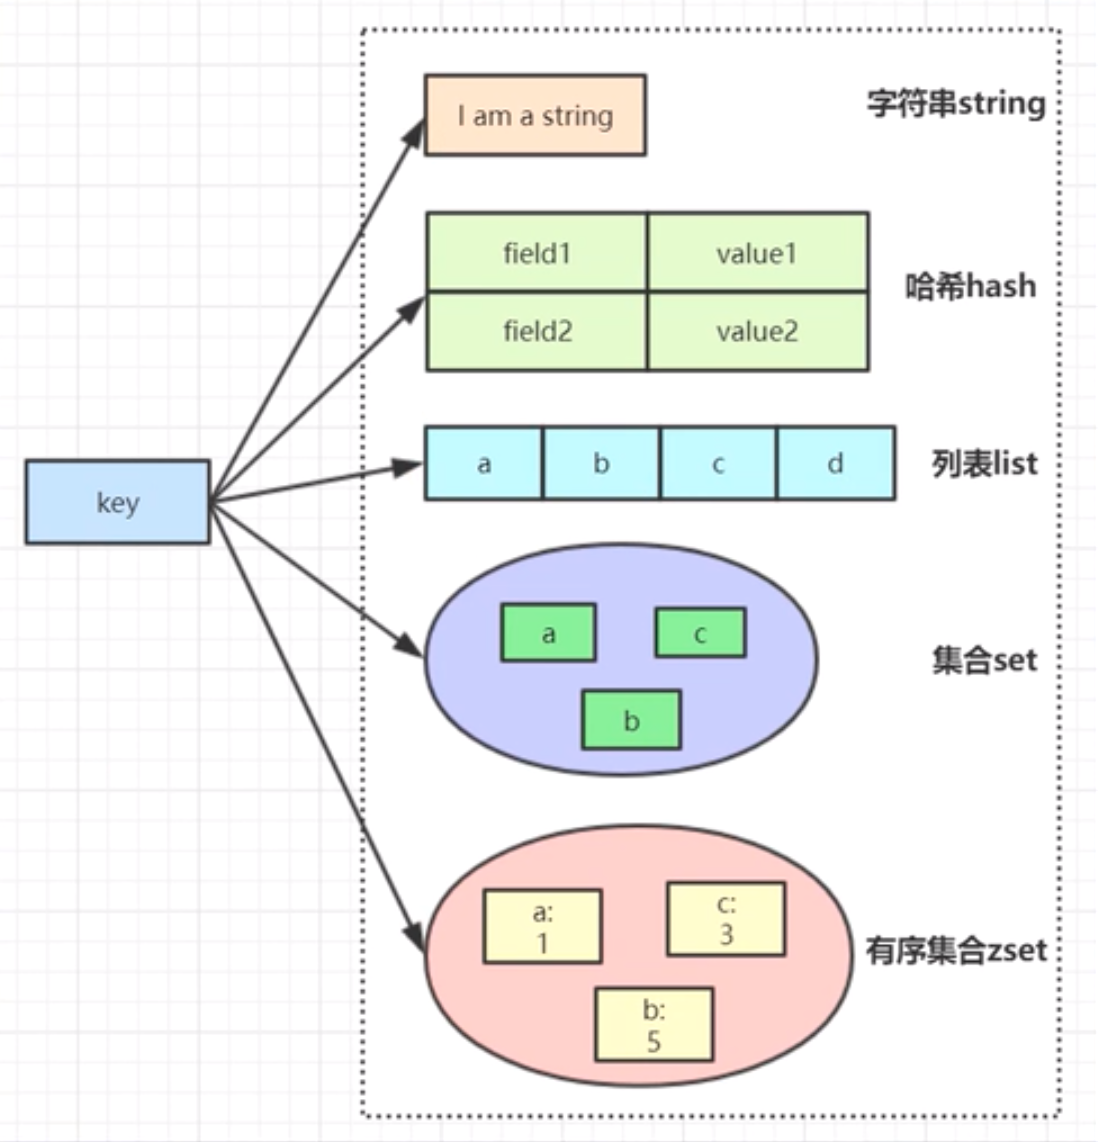 I am a string
字符串string
field1
value1
哈希hash
field2
value2
a
b
c
d
列表list
key
a
c
集合set
b
a:
1
c:
3
有序集合zset
b:
5